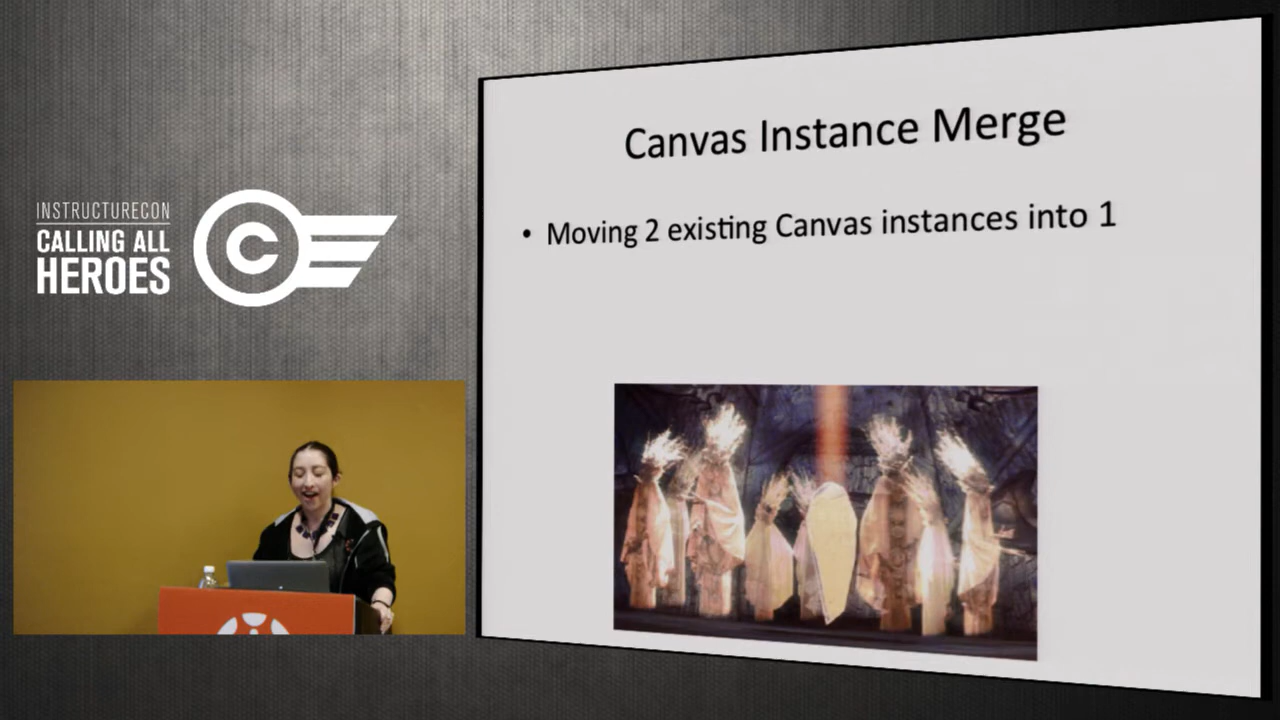 INSTRUCTURECON
CALLING ALL
HEROES
C
Canvas Instance Merge
• Moving 2 existing Canvas instances into 1